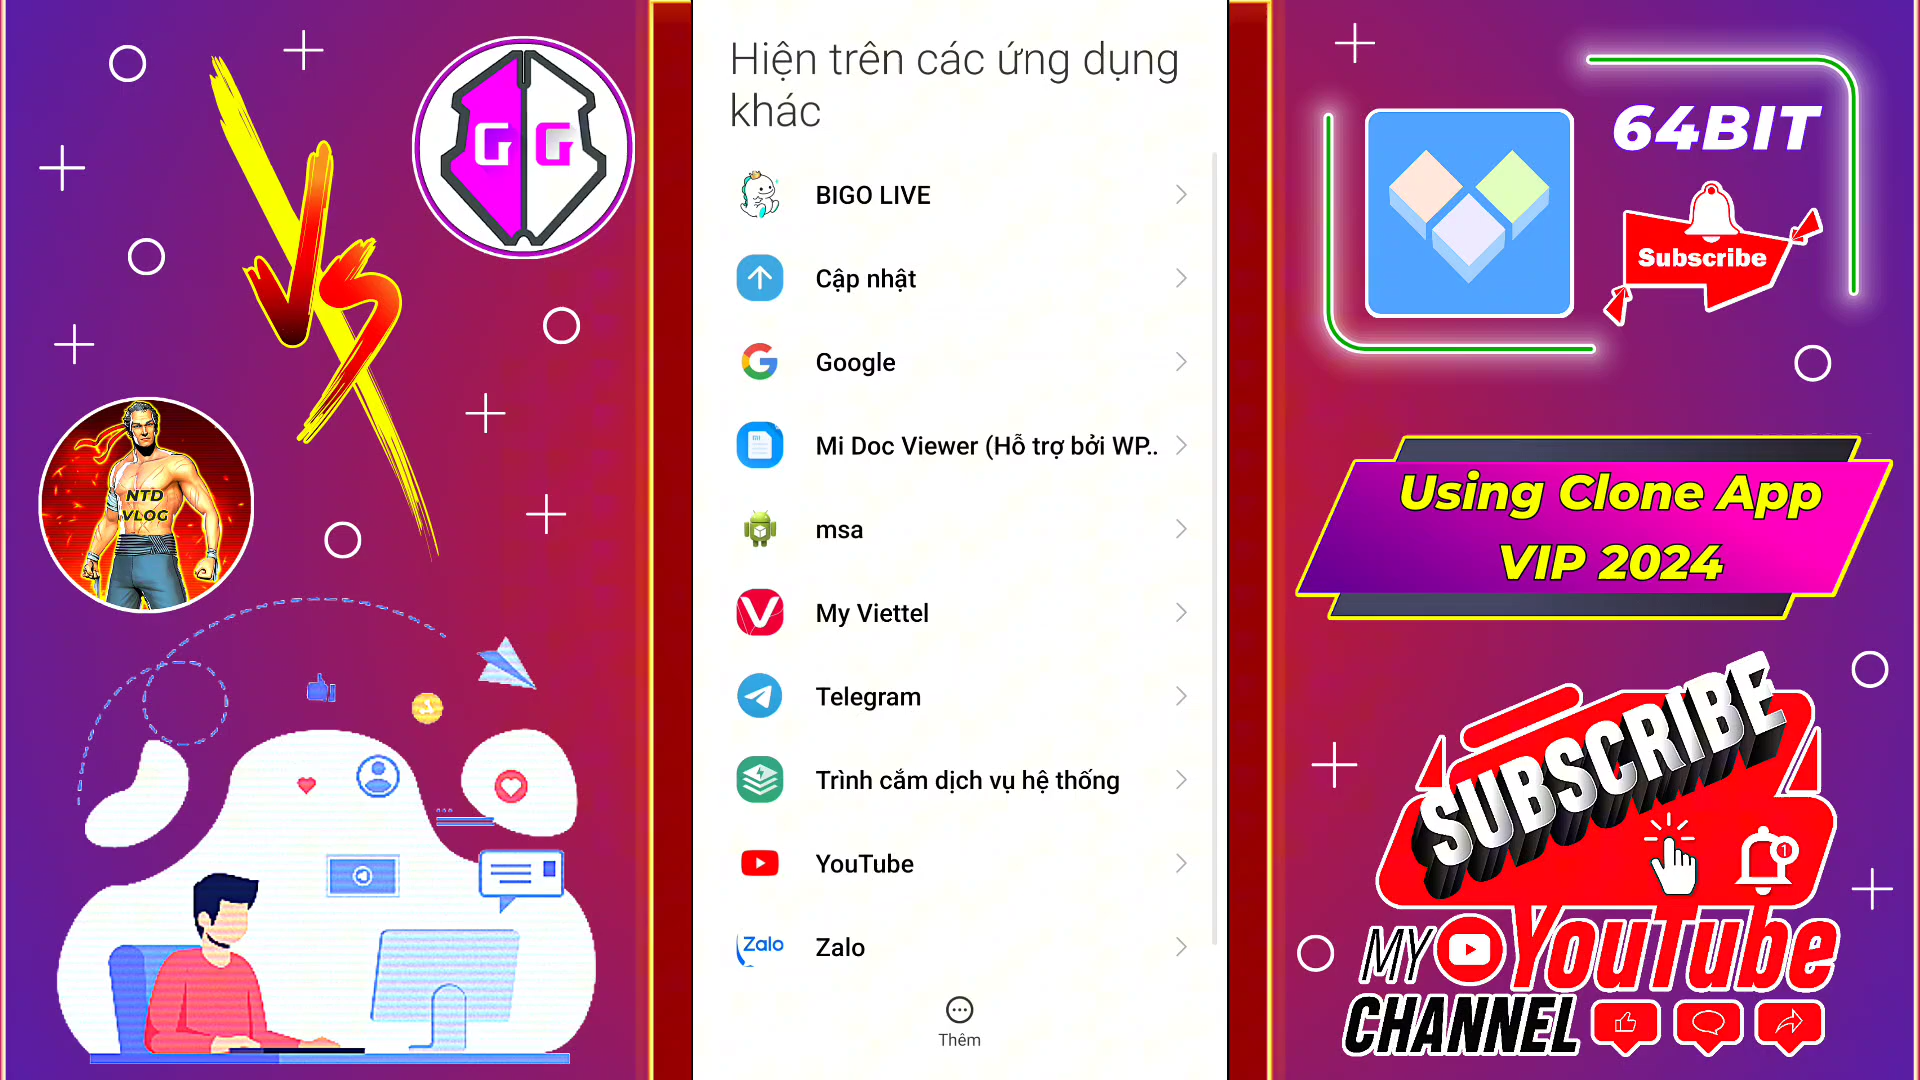 Hiện trên các ứng dụng
khác
BIGO LIVE
Cập nhật
Google
Mi Doc Viewer (Hỗ trợ bởi WP..
msa
My Viettel
Telegram
Trình cắm dịch vụ hệ thống
YouTube
Zalo
Zalo
Thêm
G G
VS
NTD
VLOG
64BIT
Subscribe
Using Clone App
VIP 2024
SUBSCRIBE
1
MY YouTube
CHANNEL